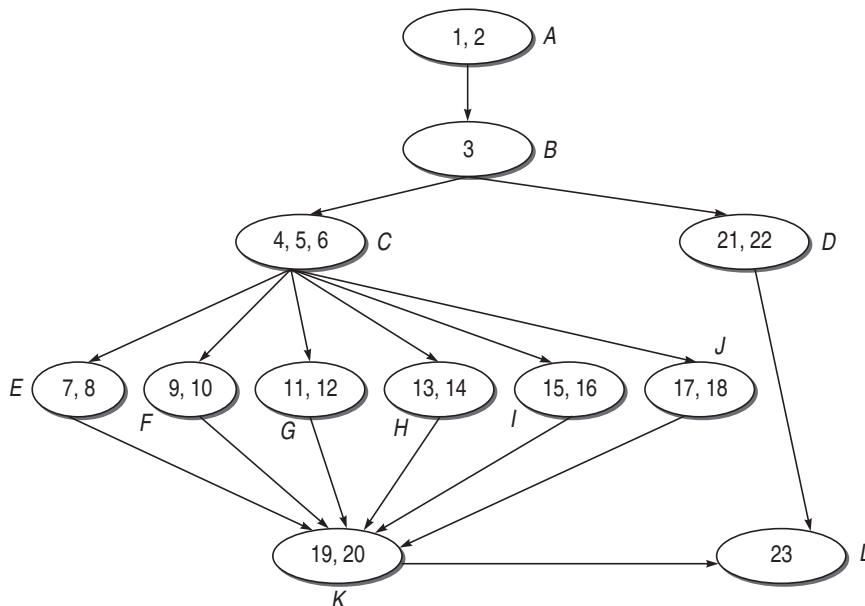 1, 2 A
3 B
4, 5, 6 C
21, 22 D
J
E 7, 8 9, 10 11, 12 13, 14 15, 16 17, 18
F G H I
19, 20 23 L
K